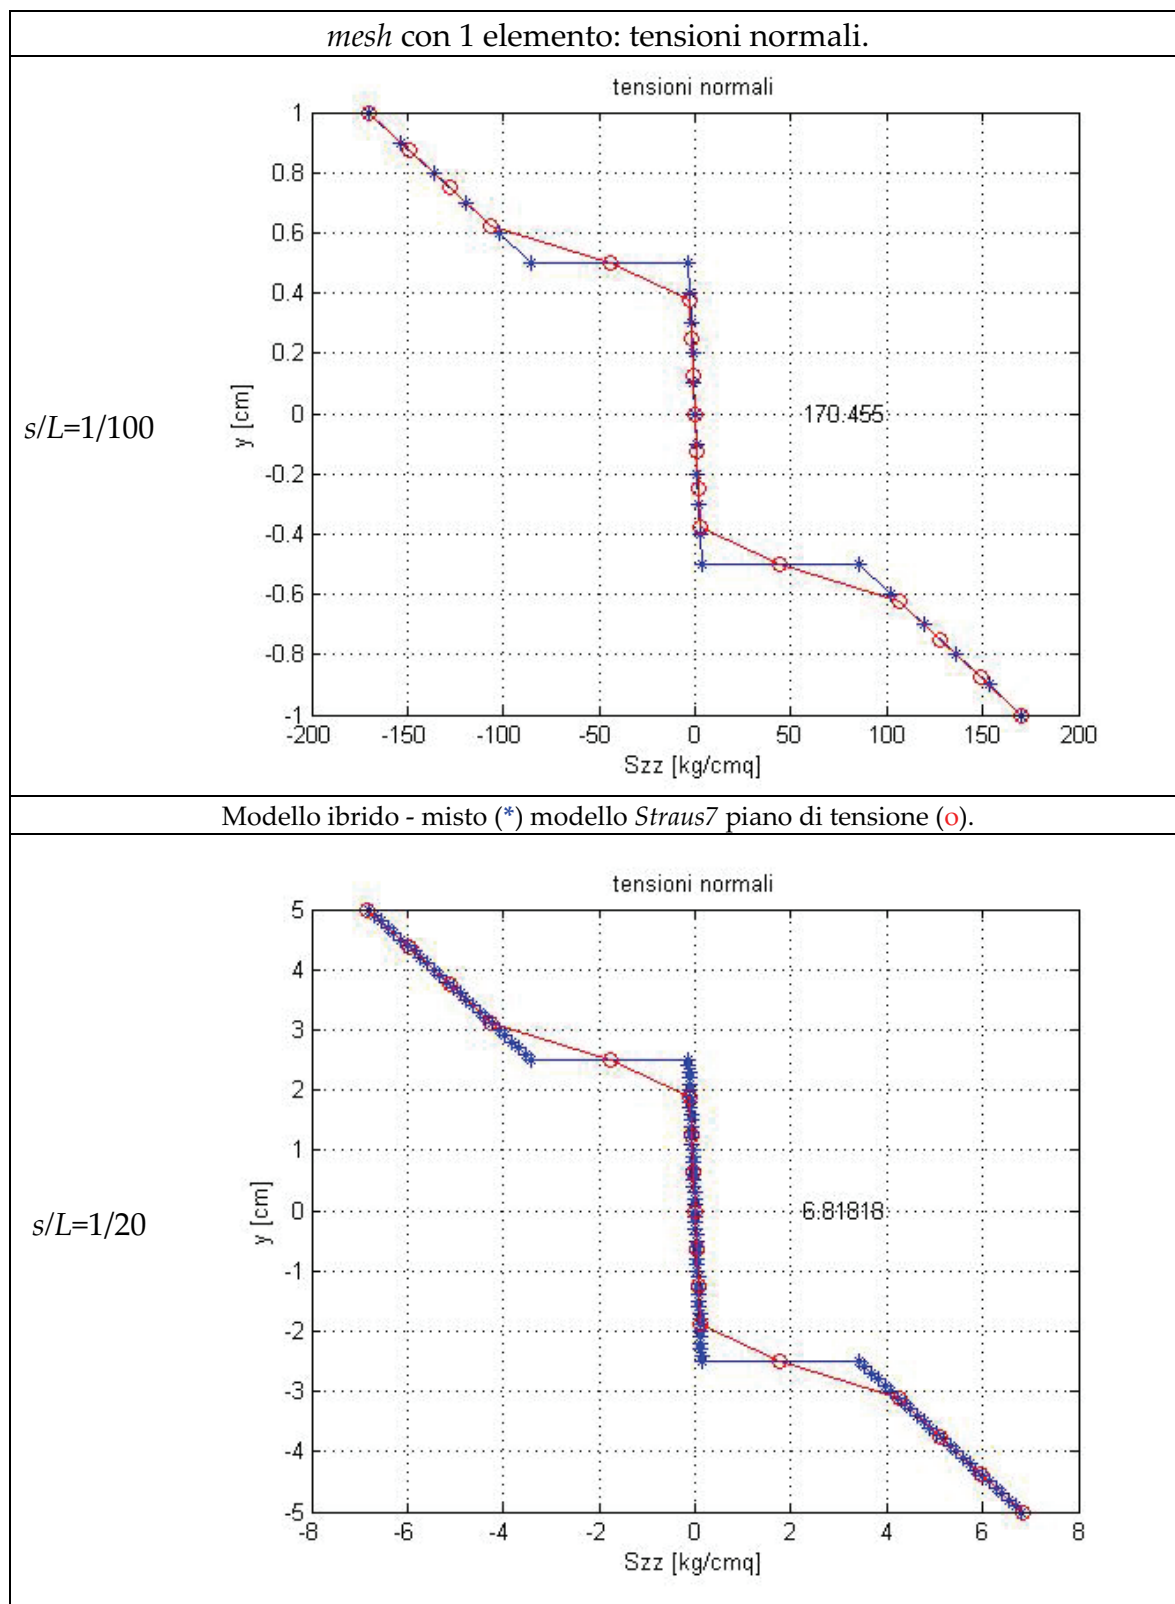 mesh con 1 elemento: tensioni normali.
tensioni normali
1
0.8
0.6
0.4
0.2
0
-0.2
-0.4
-0.6
-0.8
-1
y [cm]
170.455
-200 -150 -100 -50 0 50 100 150 200
Szz [kg/cmq]
s/L=1/100
Modello ibrido - misto (*) modello Straus7 piano di tensione (o).
tensioni normali
5
4
3
2
1
0
-1
-2
-3
-4
-5
y [cm]
6.81818
-8 -6 -4 -2 0 2 4 6 8
Szz [kg/cmq]
s/L=1/20